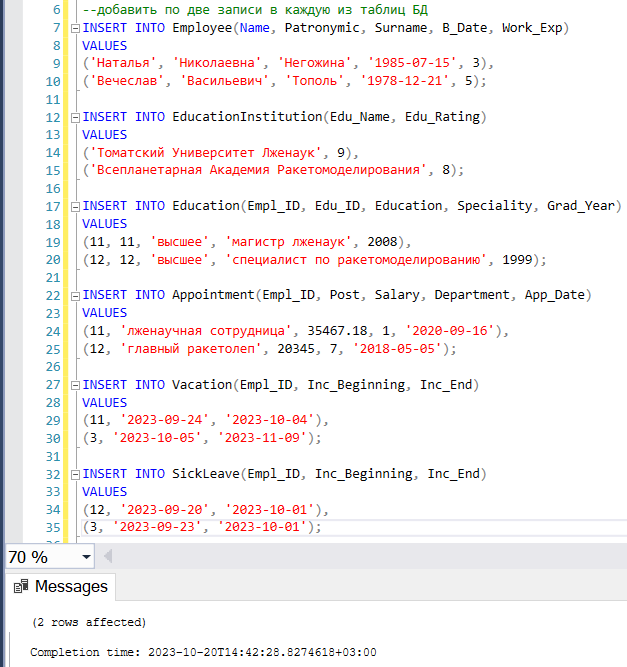 6 --добавить по две записи в каждую из таблиц БД
7 INSERT INTO Employee(Name, Patronymic, Surname, B_Date, Work_Exp)
8 VALUES
9 ('Наталья', 'Николаевна', 'Негожина', '1985-07-15', 3),
10 ('Вечеслав', 'Васильевич', 'Тополь', '1978-12-21', 5);
11
12 INSERT INTO EducationInstitution(Edu_Name, Edu_Rating)
13 VALUES
14 ('Томатский Университет Лженаук', 9),
15 ('Всепланетарная Академия Ракетомоделирования', 8);
16
17 INSERT INTO Education(Empl_ID, Edu_ID, Education, Speciality, Grad_Year)
18 VALUES
19 (11, 11, 'высшее', 'магистр лженаук', 2008),
20 (12, 12, 'высшее', 'специалист по ракетомоделированию', 1999);
21
22 INSERT INTO Appointment(Empl_ID, Post, Salary, Department, App_Date)
23 VALUES
24 (11, 'лженаучная сотрудница', 35467.18, 1, '2020-09-16'),
25 (12, 'главный ракетолеп', 20345, 7, '2018-05-05');
26
27 INSERT INTO Vacation(Empl_ID, Inc_Beginning, Inc_End)
28 VALUES
29 (11, '2023-09-24', '2023-10-04'),
30 (3, '2023-10-05', '2023-11-09');
31
32 INSERT INTO SickLeave(Empl_ID, Inc_Beginning, Inc_End)
33 VALUES
34 (12, '2023-09-20', '2023-10-01'),
35 (3, '2023-09-23', '2023-10-01');
70 %
Messages
(2 rows affected)
Completion time: 2023-10-20T14:42:28.8274618+03:00